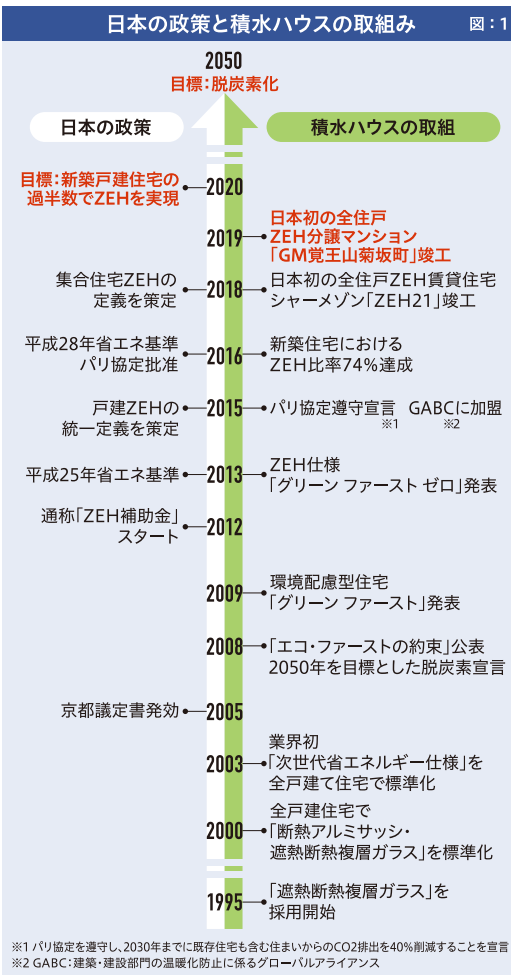 日本の政策と積水ハウスの取組み
図：1
2050
目標：脱炭素化
日本の政策
積水ハウスの取組
目標：新築戸建住宅の
過半数でZEHを実現
2020
2019
日本初の全住戸
ZEH分譲マンション
「GM覚王山菊坂町」竣工
集合住宅ZEHの
定義を策定
2018
日本初の全住戸ZEH賃貸住宅
シャーメゾン「ZEH21」竣工
平成28年省エネ基準
パリ協定批准
2016
新築住宅における
ZEH比率74%達成
戸建ZEHの
統一定義を策定
2015
パリ協定遵守宣言　GABCに加盟
※1　※2
平成25年省エネ基準
2013
ZEH仕様
「グリーン ファースト ゼロ」発表
通称「ZEH補助金」
スタート
2012
2009
環境配慮型住宅
「グリーン ファースト」発表
2008
「エコ・ファーストの約束」公表
2050年を目標とした脱炭素宣言
京都議定書発効
2005
2003
業界初
「次世代省エネルギー仕様」を
全戸建て住宅で標準化
2000
全戸建住宅で
「断熱アルミサッシ・
遮熱断熱複層ガラス」を標準化
1995
「遮熱断熱複層ガラス」を
採用開始
※1 パリ協定を遵守し、2030年までに既存住宅も含む住まいからのCO2排出を40%削減することを宣言
※2 GABC：建築・建設部門の温暖化防止に係るグローバルアライアンス